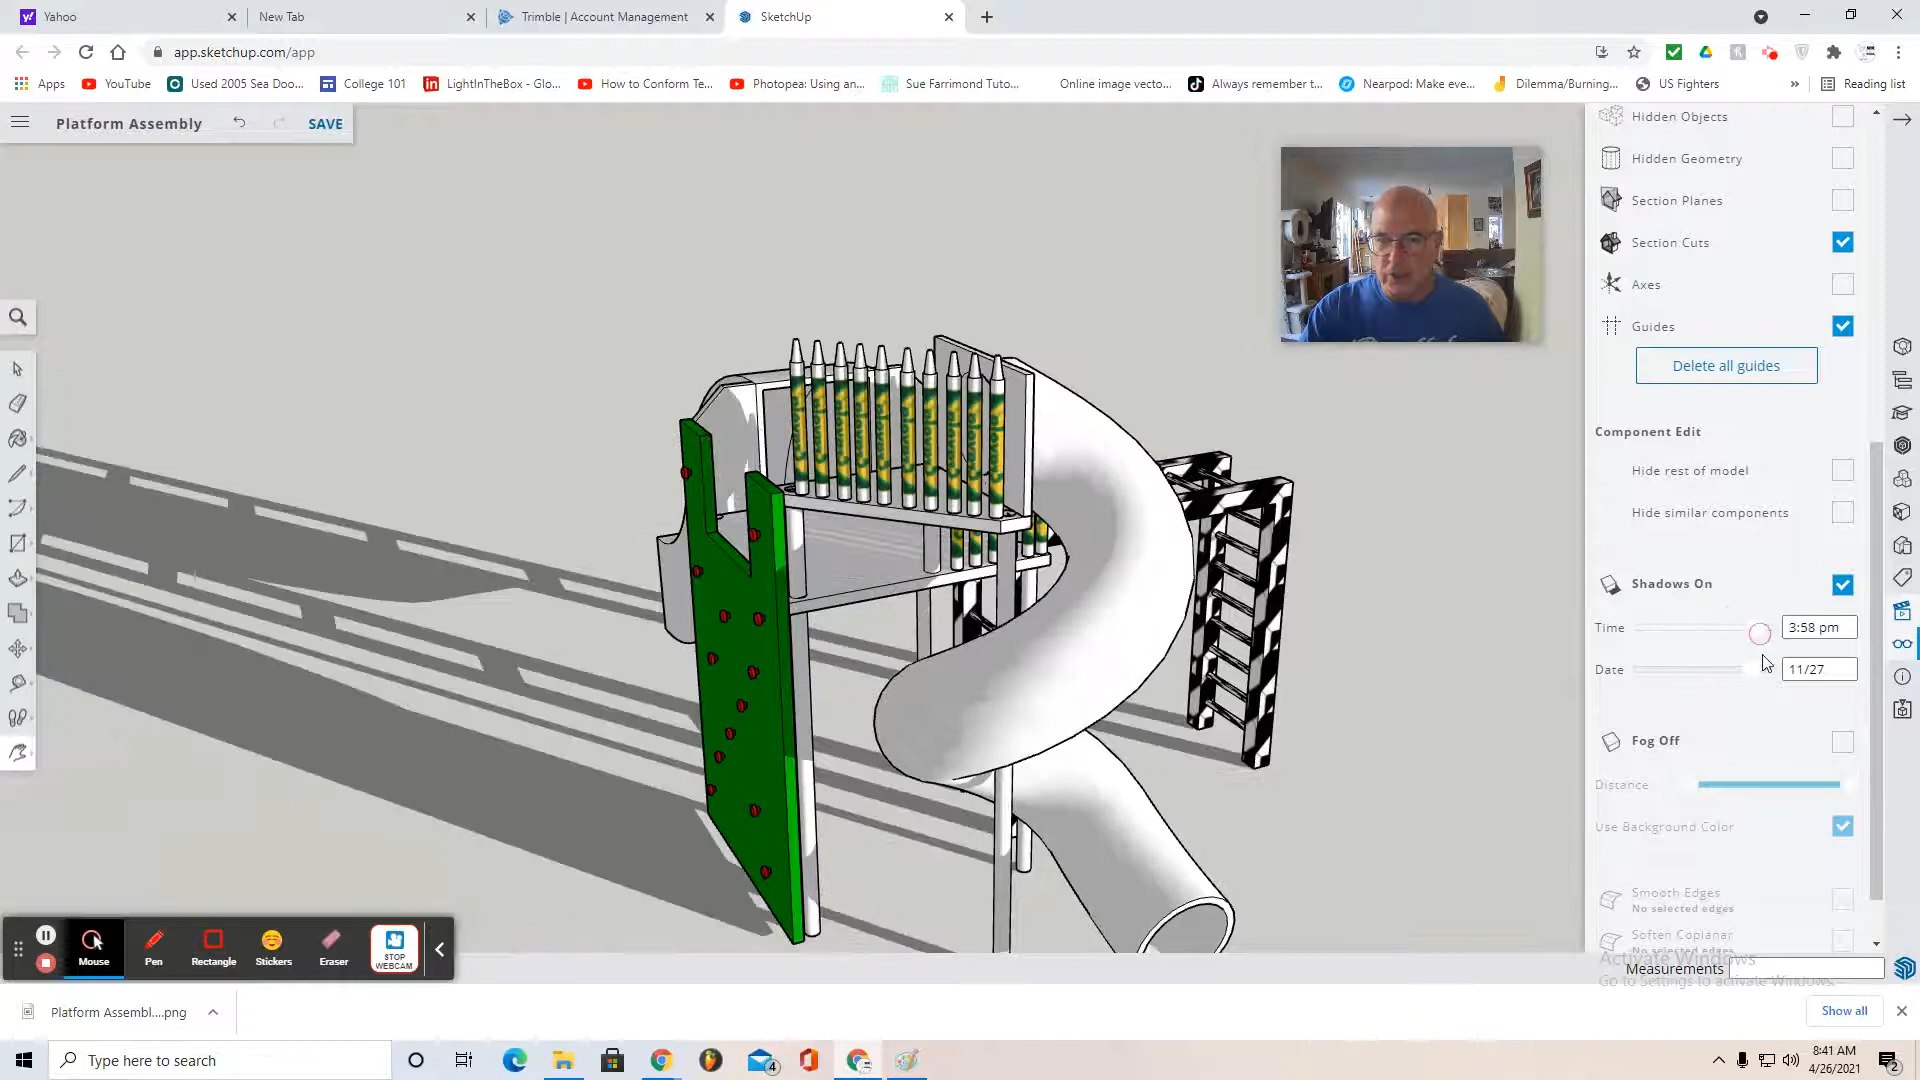 Yahoo
New Tab
Trimble | Account Management
SketchUp
app.sketchup.com/app
Apps
YouTube
Used 2005 Sea Doo...
College 101
LightInTheBox - Glo...
How to Conform Te...
Photopea: Using an...
Sue Farrimond Tuto...
Online image vecto...
Always remember t...
Nearpod: Make eve...
Dilemma/Burning...
US Fighters
»
Reading list
Platform Assembly
SAVE
Hidden Objects
Hidden Geometry
Section Planes
Section Cuts
Axes
Guides
Delete all guides
Component Edit
Hide rest of model
Hide similar components
Shadows On
Time
3:58 pm
Date
11/27
Fog Off
Distance
Use Background Color
Smooth Edges
No selected edges
Soften Coplanar
No selected edges
Activate Windows
Go to Settings to activate Windows.
Measurements
Mouse
Pen
Rectangle
Stickers
Eraser
STOP
WEBCAM
Platform Assembl....png
Show all
Type here to search
4
8:41 AM
4/26/2021
2